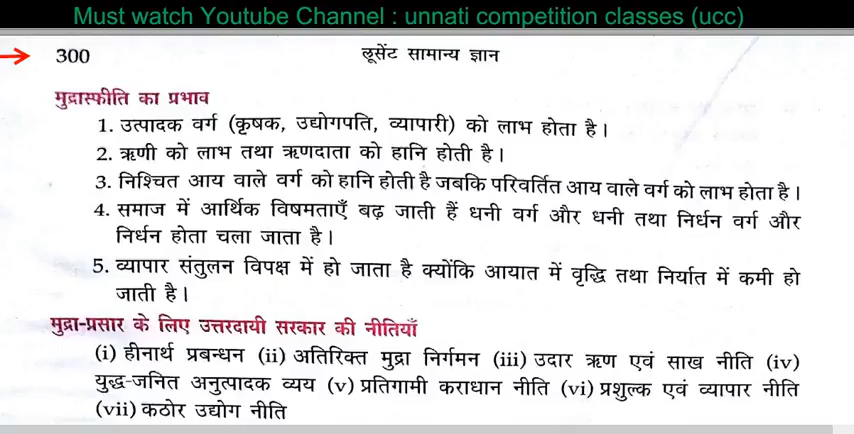 Must watch Youtube Channel : unnati competition classes (ucc)
300 लूसेंट सामान्य ज्ञान
मुद्रास्फीति का प्रभाव
1. उत्पादक वर्ग (कृषक, उद्योगपति, व्यापारी) को लाभ होता है।
2. ऋणी को लाभ तथा ऋणदाता को हानि होती है।
3. निश्चित आय वाले वर्ग को हानि होती है जबकि परिवर्तित आय वाले वर्ग को लाभ होता है।
4. समाज में आर्थिक विषमताएँ बढ़ जाती हैं धनी वर्ग और धनी तथा निर्धन वर्ग और
निर्धन होता चला जाता है।
5. व्यापार संतुलन विपक्ष में हो जाता है क्योंकि आयात में वृद्धि तथा निर्यात में कमी हो
जाती है।
मुद्रा-प्रसार के लिए उत्तरदायी सरकार की नीतियाँ
(i) हीनार्थ प्रबन्धन (ii) अतिरिक्त मुद्रा निर्गमन (iii) उदार ऋण एवं साख नीति (iv)
युद्ध-जनित अनुत्पादक व्यय (v) प्रतिगामी कराधान नीति (vi) प्रशुल्क एवं व्यापार नीति
(vii) कठोर उद्योग नीति